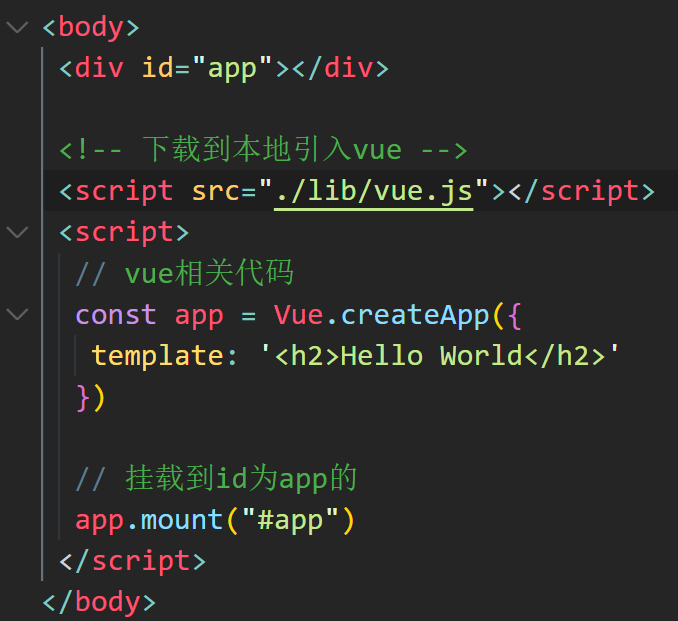 <body>
<div id="app"></div>
<!-- 下载到本地引入vue -->
<script src="./lib/vue.js"></script>
<script>
// vue相关代码
const app = Vue.createApp({
template: '<h2>Hello World</h2>'
})
// 挂载到id为app的
app.mount("#app")
</script>
</body>